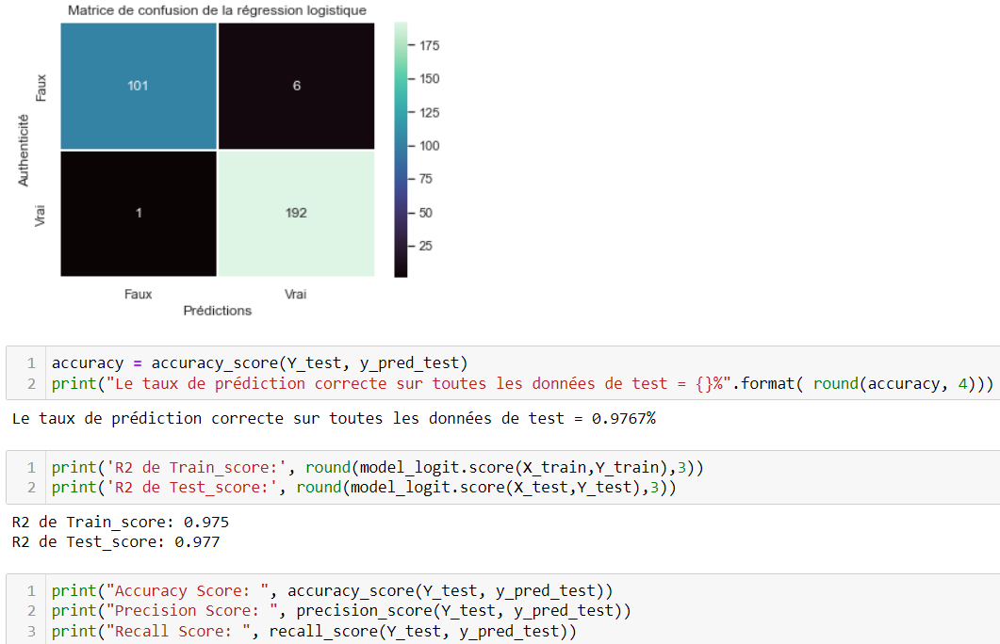 Matrice de confusion de la régression logistique
Authenticité
Faux
101
6
Vrai
1
192
Faux
Vrai
Prédictions
175
150
125
100
75
50
25
1 accuracy = accuracy_score(Y_test, y_pred_test)
2 print("Le taux de prédiction correcte sur toutes les données de test = {}%".format( round(accuracy, 4)))
Le taux de prédiction correcte sur toutes les données de test = 0.9767%
1 print('R2 de Train_score:', round(model_logit.score(X_train,Y_train),3))
2 print('R2 de Test_score:', round(model_logit.score(X_test,Y_test),3))
R2 de Train_score: 0.975
R2 de Test_score: 0.977
1 print("Accuracy Score: ", accuracy_score(Y_test, y_pred_test))
2 print("Precision Score: ", precision_score(Y_test, y_pred_test))
3 print("Recall Score: ", recall_score(Y_test, y_pred_test))